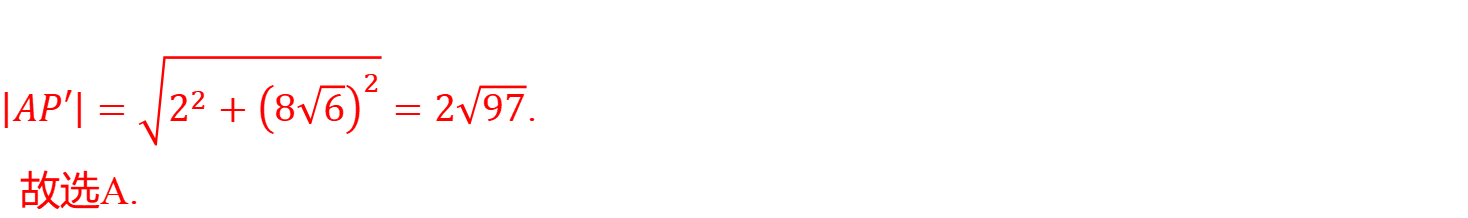 |AP′| = √(2² + (8√6)²) = 2√97.
故选A.